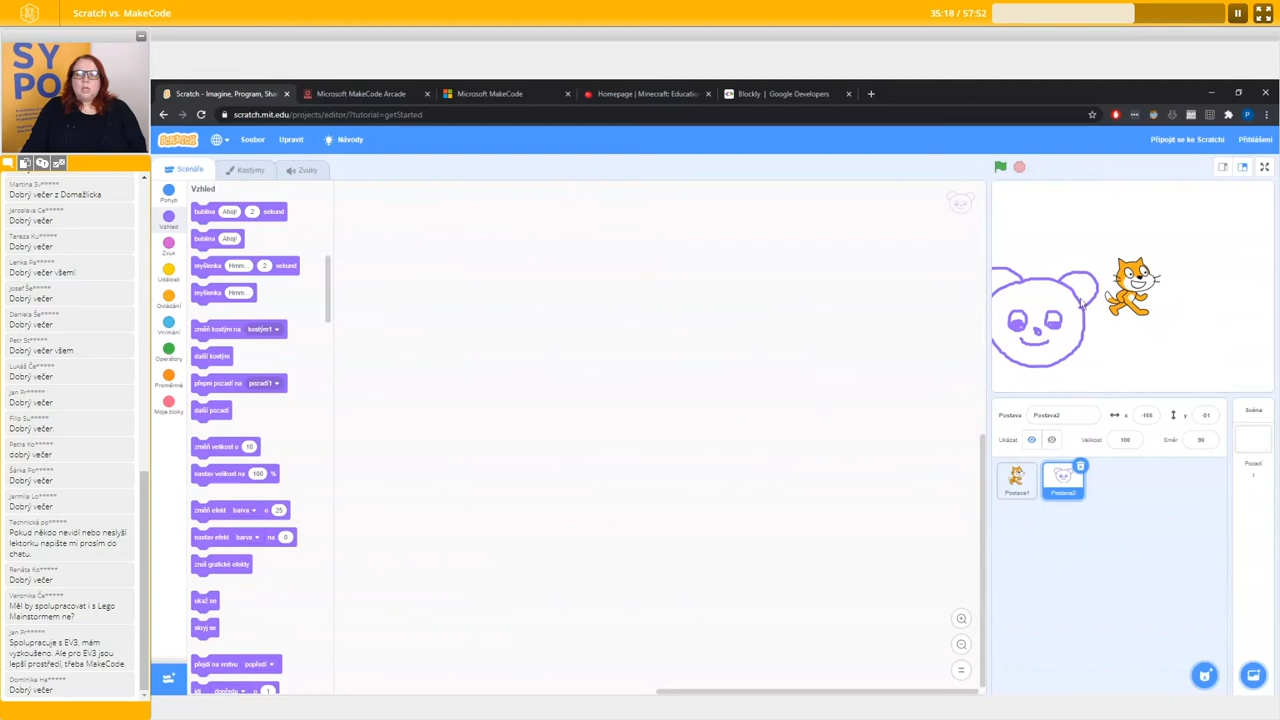 Scratch vs. MakeCode
35:18 / 57:52
SY
PO
Scratch - Imagine, Program, Sha
Microsoft MakeCode Arcade
Microsoft MakeCode
Homepage | Minecraft: Educatio
Blockly | Google Developers
scratch.mit.edu/projects/editor/?tutorial=getStarted
SCRATCH
Soubor
Upravit
Návody
Připojit se ke Scratchi
Přihlášení
Scénáře
Kostýmy
Zvuky
Pohyb
Vzhled
Zvuk
Události
Ovládání
Vnímání
Operátory
Proměnné
Moje bloky
Vzhled
bublina Ahoj! 2 sekund
bublina Ahoj!
myšlenka Hmm... 2 sekund
myšlenka Hmm...
změň kostým na kostým1
další kostým
přepni pozadí na pozadí1
další pozadí
změň velikost o 10
nastav velikost na 100 %
změň efekt barva o 25
nastav efekt barva na 0
zruš grafické efekty
ukaž se
skryj se
přejdi na vrstvu popředí
jdi dopředu o 1
Postava Postava2 x -166 y -51
Ukázat Velikost 100 Směr 90
Postava1
Postava2
Scéna
Pozadí
1
Martina Sv*****
Dobrý večer z Domažlicka
Jaroslava Ce*****
Dobrý večer
Tereza Ku*****
Dobrý večer
Lenka Pa*****
Dobrý večer všem!
Josef Še*****
Dobrý večer
Daniela Še*****
Dobrý večer
Petr St*****
Dobrý večer všem
Lukáš Če*****
Dobrý večer
Jan Pr*****
Dobrý večer
Filip Su*****
Dobrý večer.
Petra Ko*****
dobrý večer
Šárka Po*****
Dobrý večer
Jarmila Lo*****
Dobrý večer
Technická po*****
Pokud někdo nevidí nebo neslyší
lektorku napište mi prosím do
chatu.
Renáta Ko*****
Dobrý večer
Veronika Če*****
Měl by spolupracovat i s Lego
Mainstormem ne?
Jan Pr*****
Spolupracuje s EV3, mám
vyzkoušeno. Ale pro EV3 jsou
lepší prostředí, třeba MakeCode.
Dominika Ha*****
Dobrý večer